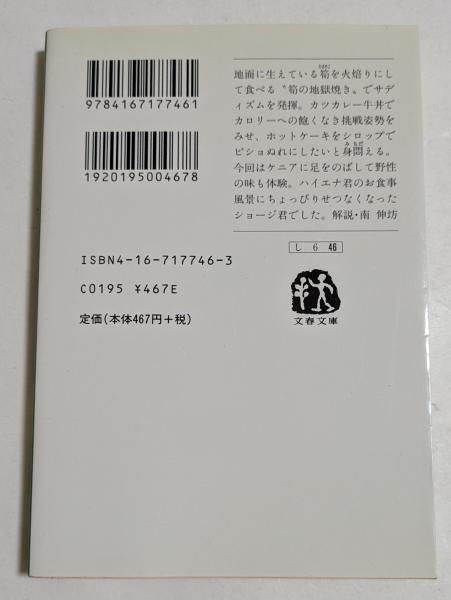 9784167177461
1920195004678
ISBN4-16-717746-3
C0195 ¥467E
定価(本体467円+税)
地面に生えている筍を火焙りにし
たけのこ
て食べる〝筍の地獄焼き〟でサデ
ィズムを発揮。カツカレー牛丼で
カロリーへの飽くなき挑戦姿勢を
みせ、ホットケーキをシロップで
ビショぬれにしたいと身悶える。
みもだ
今回はケニアに足をのばして野性
の味も体験。ハイエナ君のお食事
風景にちょっぴりせつなくなった
ショージ君でした。解説・南 伸坊
し 6 46
文春文庫